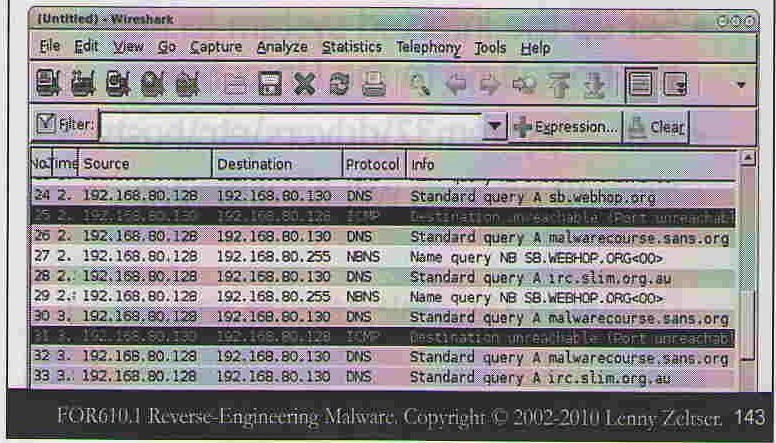 (Untitled) - Wireshark
File Edit View Go Capture Analyze Statistics Telephony Tools Help
Filter: Expression... Clear
No. Time Source Destination Protocol Info
24 2. 192.168.80.128 192.168.80.130 DNS Standard query A sb.webhop.org
25 2. 192.168.80.130 192.168.80.128 ICMP Destination unreachable (Port unreachabl
26 2. 192.168.80.128 192.168.80.130 DNS Standard query A malwarecourse.sans.org
27 2. 192.168.80.128 192.168.80.255 NBNS Name query NB SB.WEBHOP.ORG<00>
28 2. 192.168.80.128 192.168.80.130 DNS Standard query A irc.slim.org.au
29 2. 192.168.80.128 192.168.80.255 NBNS Name query NB SB.WEBHOP.ORG<00>
30 3. 192.168.80.128 192.168.80.130 DNS Standard query A malwarecourse.sans.org
31 3. 192.168.80.130 192.168.80.128 ICMP Destination unreachable (Port unreachabl
32 3. 192.168.80.128 192.168.80.130 DNS Standard query A malwarecourse.sans.org
33 3. 192.168.80.128 192.168.80.130 DNS Standard query A irc.slim.org.au
FOR610.1 Reverse-Engineering Malware. Copyright © 2002-2010 Lenny Zeltser. 143